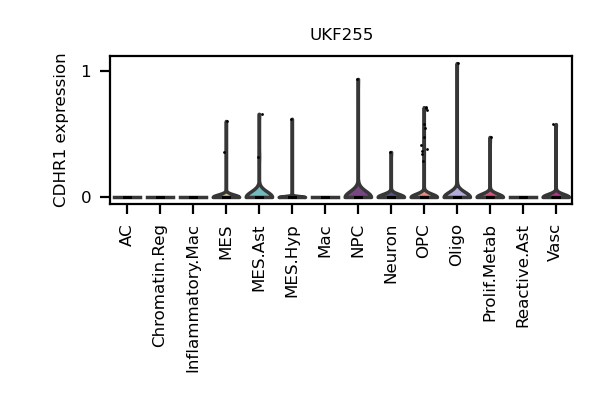 UKF255
CDHR1 expression
1
0
AC
Chromatin.Reg
Inflammatory.Mac
MES
MES.Ast
MES.Hyp
Mac
NPC
Neuron
OPC
Oligo
Prolif.Metab
Reactive.Ast
Vasc